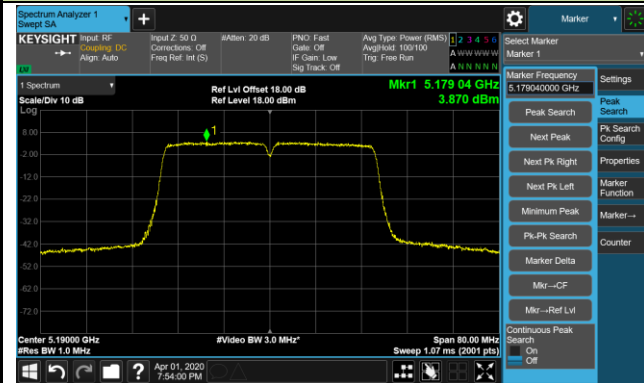 Spectrum Analyzer 1
Swept SA
+
Marker
KEYSIGHT
Input: RF
Coupling: DC
Align: Auto
Input Z: 50 Ω
Corrections: Off
Freq Ref: Int (S)
#Atten: 20 dB
PNO: Fast
Gate: Off
IF Gain: Low
Sig Track: Off
Avg Type: Power (RMS)
Avg|Hold: 100/100
Trig: Free Run
1 2 3 4 5 6
A W W W W W
A N N N N N
Select Marker
Marker 1
1 Spectrum
Scale/Div 10 dB
Log
Ref Lvl Offset 18.00 dB
Ref Level 18.00 dBm
Mkr1 5.179 04 GHz
3.870 dBm
1
8.00
-2.00
-12.0
-22.0
-32.0
-42.0
-52.0
-62.0
-72.0
Center 5.19000 GHz
#Res BW 1.0 MHz
#Video BW 3.0 MHz*
Span 80.00 MHz
Sweep 1.07 ms (2001 pts)
Marker Frequency
5.179040000 GHz
Peak Search
Next Peak
Next Pk Right
Next Pk Left
Minimum Peak
Pk-Pk Search
Marker Delta
Mkr→CF
Mkr→Ref Lvl
Continuous Peak
Search
On
Off
Settings
Peak
Search
Pk Search
Config
Properties
Marker
Function
Marker→
Counter
?
Apr 01, 2020
7:54:00 PM